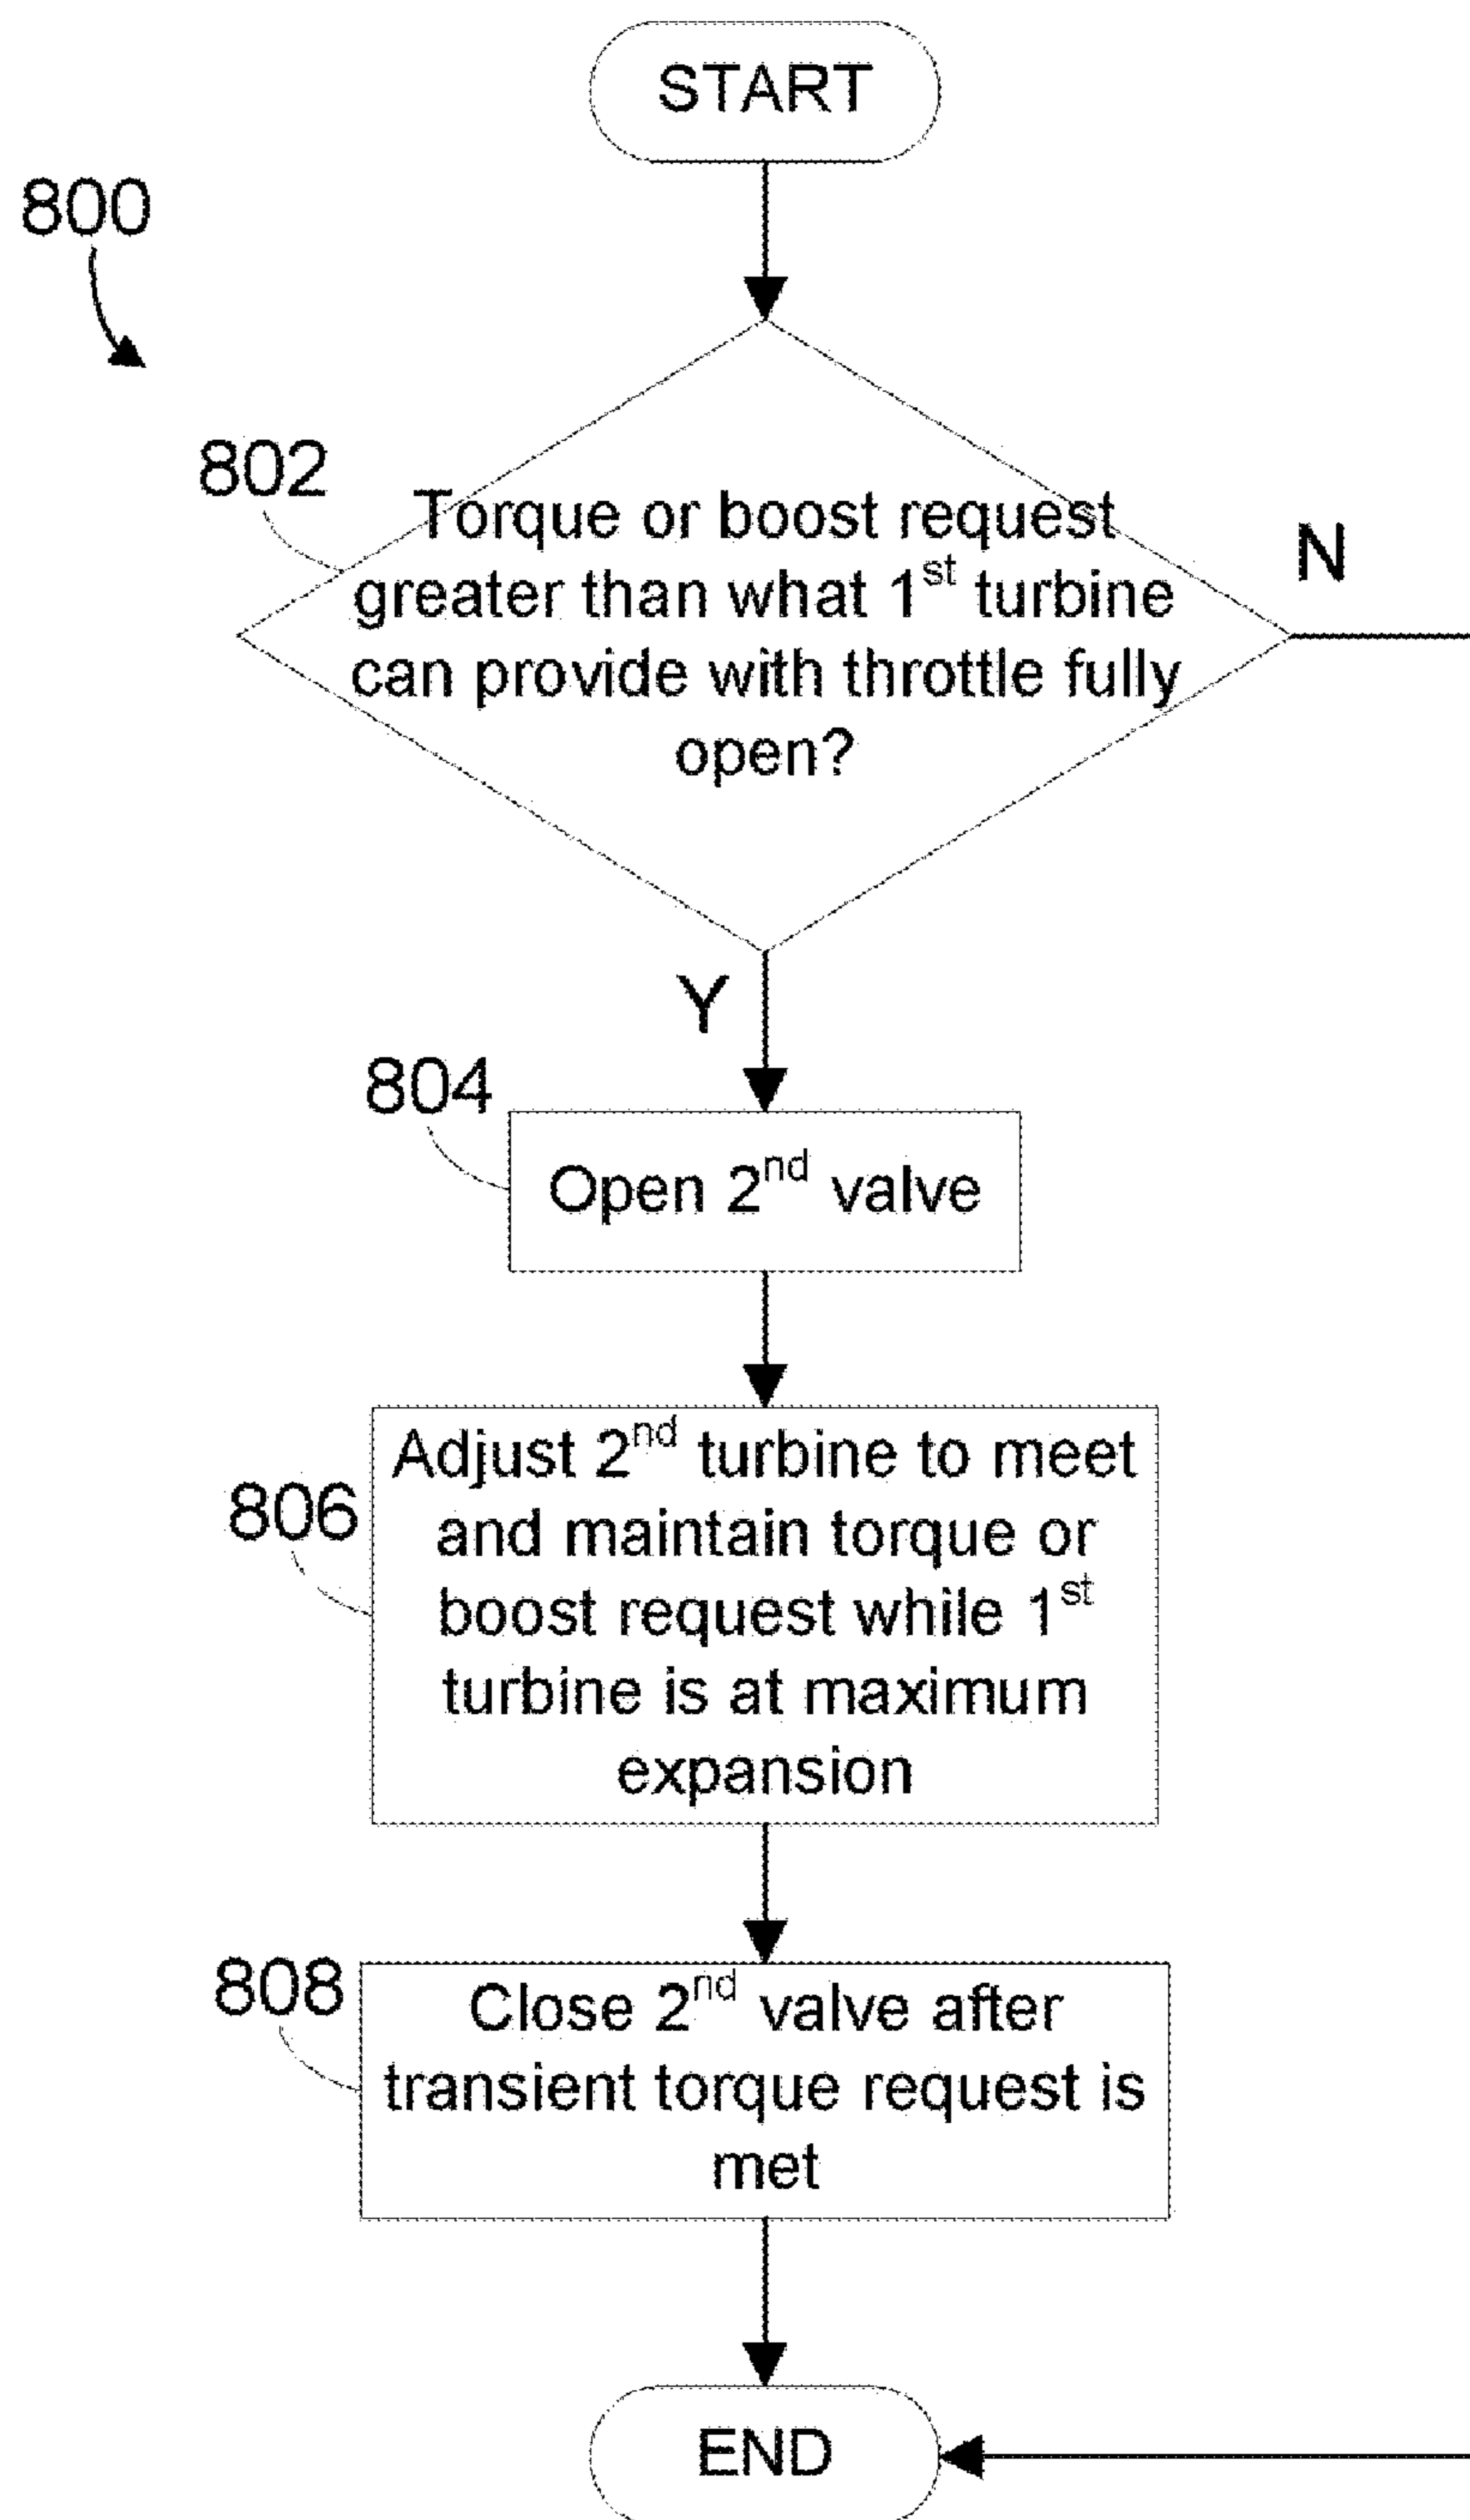 START
800
802
Torque or boost request
greater than what 1st turbine
can provide with throttle fully
open?
N
Y
804
Open 2nd valve
806
Adjust 2nd turbine to meet
and maintain torque or
boost request while 1st
turbine is at maximum
expansion
808
Close 2nd valve after
transient torque request is
met
END